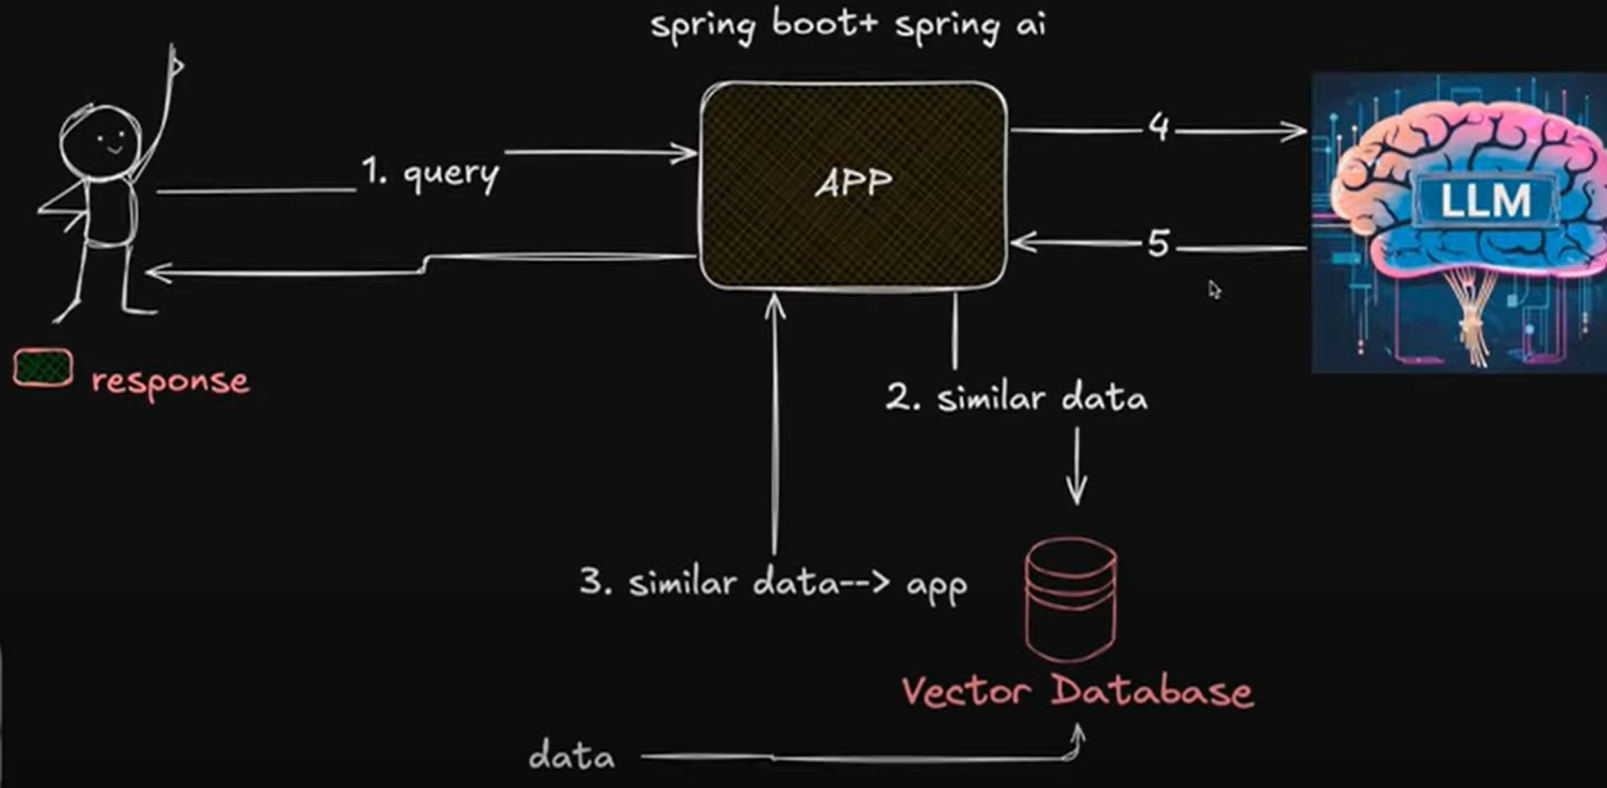 spring boot+ spring ai
1. query
APP
4
LLM
5
response
2. similar data
3. similar data--> app
Vector Database
data